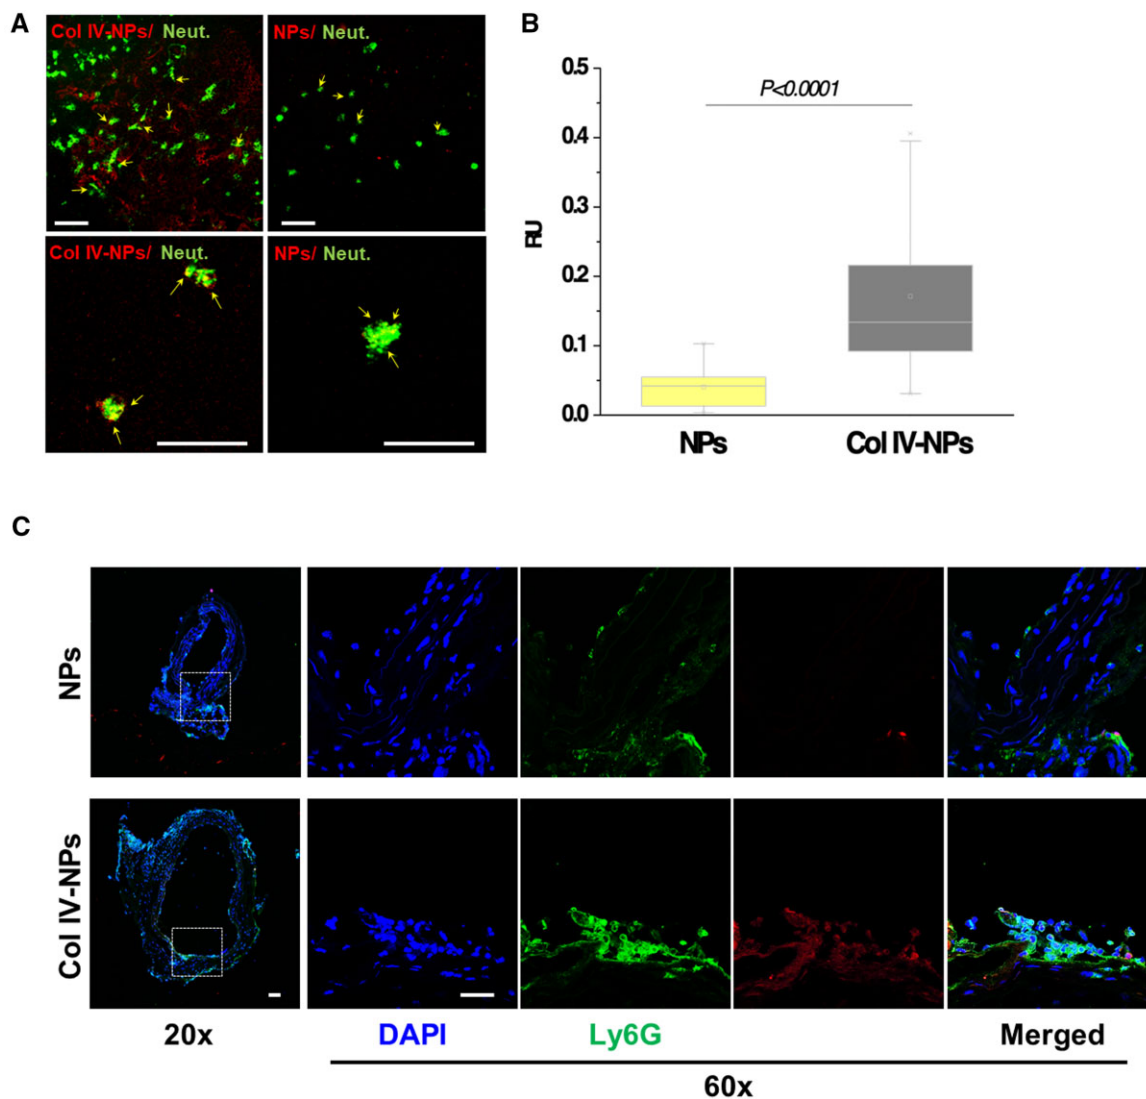 A
Col IV-NPs/ Neut.
NPs/ Neut.
Col IV-NPs/ Neut.
NPs/ Neut.
B
P<0.0001
0.5
0.4
0.3
0.2
0.1
0.0
RU
NPs
Col IV-NPs
C
NPs
Col IV-NPs
20x
DAPI
Ly6G
Merged
60x